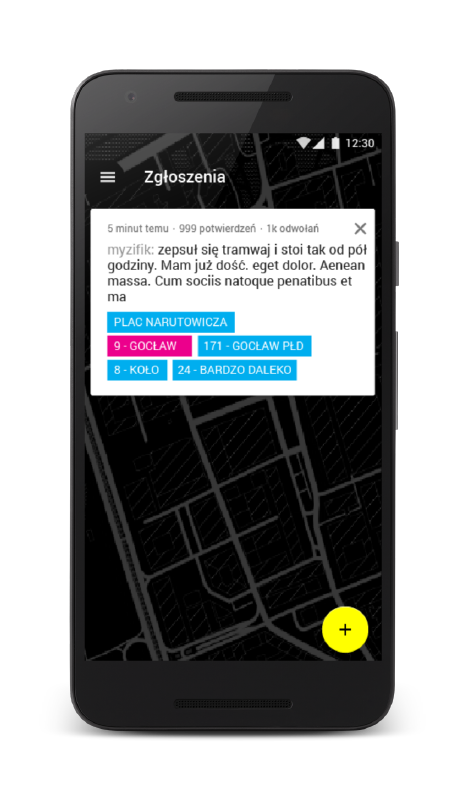 12:30
Zgłoszenia
5 minut temu · 999 potwierdzeń · 1k odwołań
myzifik: zepsuł się tramwaj i stoi tak od pół
godziny. Mam już dość. eget dolor. Aenean
massa. Cum sociis natoque penatibus et
ma
PLAC NARUTOWICZA
9 - GOCŁAW 171 - GOCŁAW PŁD
8 - KOŁO 24 - BARDZO DALEKO